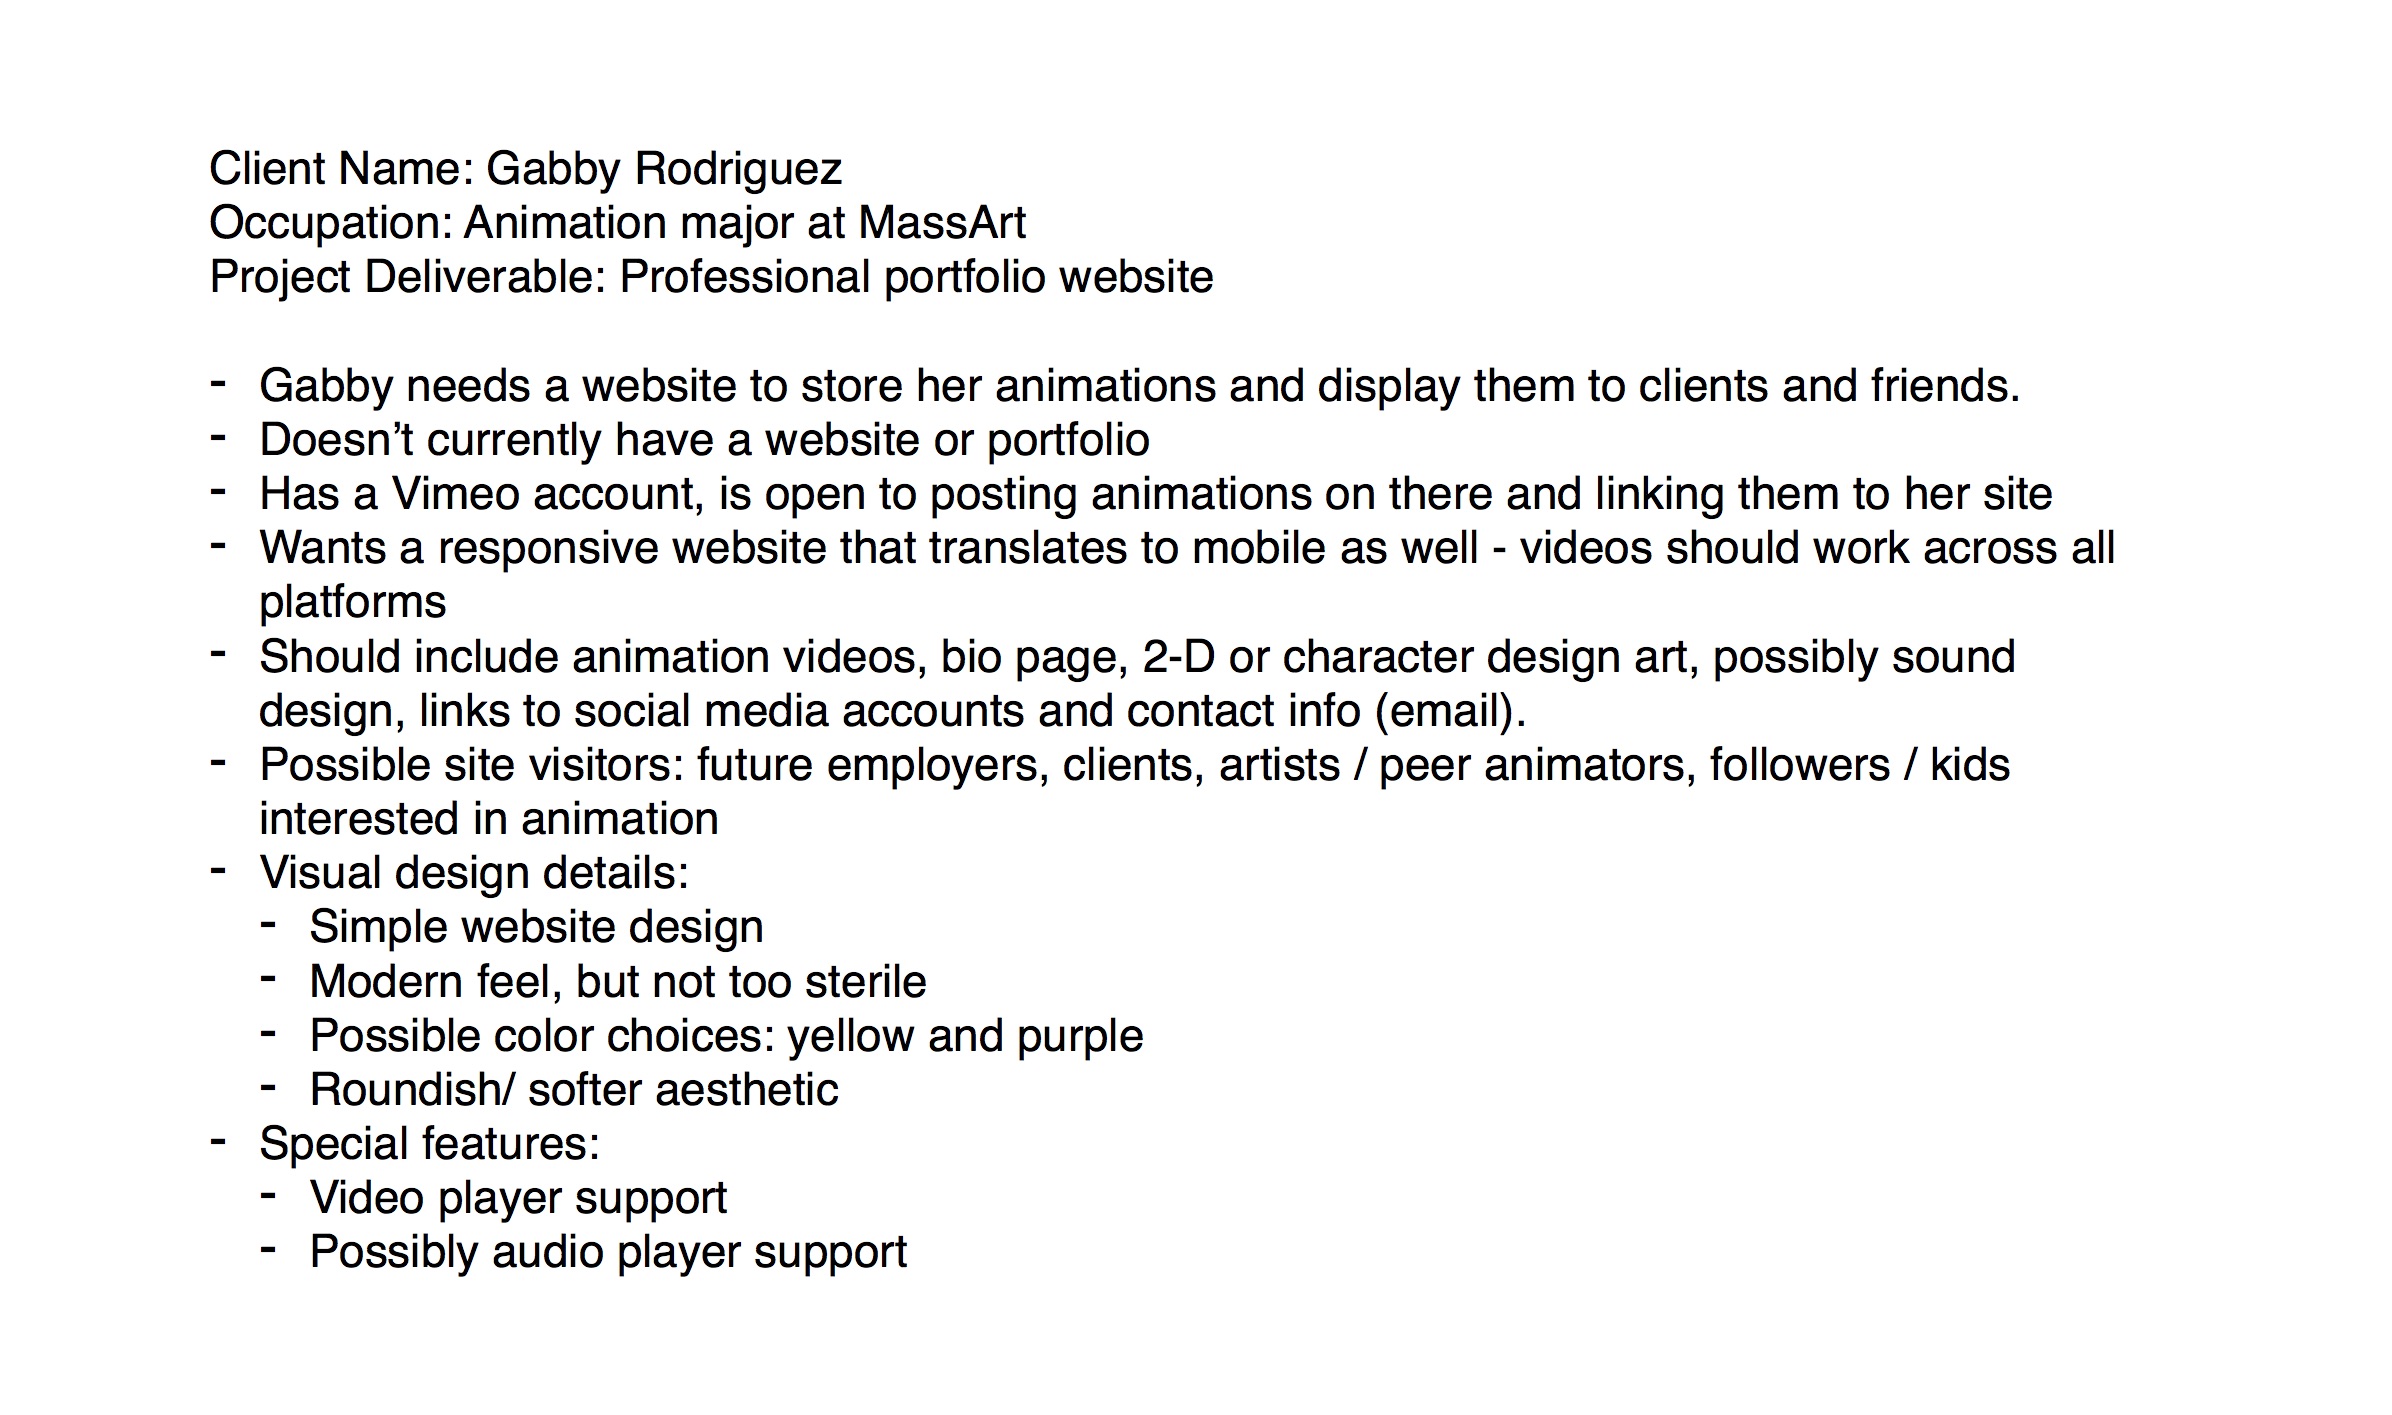 Client Name: Gabby Rodriguez
Occupation: Animation major at MassArt
Project Deliverable: Professional portfolio website
- Gabby needs a website to store her animations and display them to clients and friends.
- Doesn’t currently have a website or portfolio
- Has a Vimeo account, is open to posting animations on there and linking them to her site
- Wants a responsive website that translates to mobile as well - videos should work across all
platforms
- Should include animation videos, bio page, 2-D or character design art, possibly sound
design, links to social media accounts and contact info (email).
- Possible site visitors: future employers, clients, artists / peer animators, followers / kids
interested in animation
- Visual design details:
- Simple website design
- Modern feel, but not too sterile
- Possible color choices: yellow and purple
- Roundish/ softer aesthetic
- Special features:
- Video player support
- Possibly audio player support